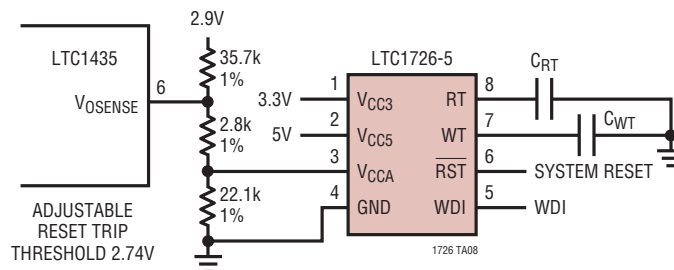 2.9V
LTC1435
6
VOSENSE
35.7k
1%
2.8k
1%
22.1k
1%
ADJUSTABLE
RESET TRIP
THRESHOLD 2.74V
LTC1726-5
3.3V
1
VCC3
5V
2
VCC5
3
VCCA
4
GND
RT
8
CRT
WT
7
CWT
RST
6
SYSTEM RESET
WDI
5
WDI
1726 TA08